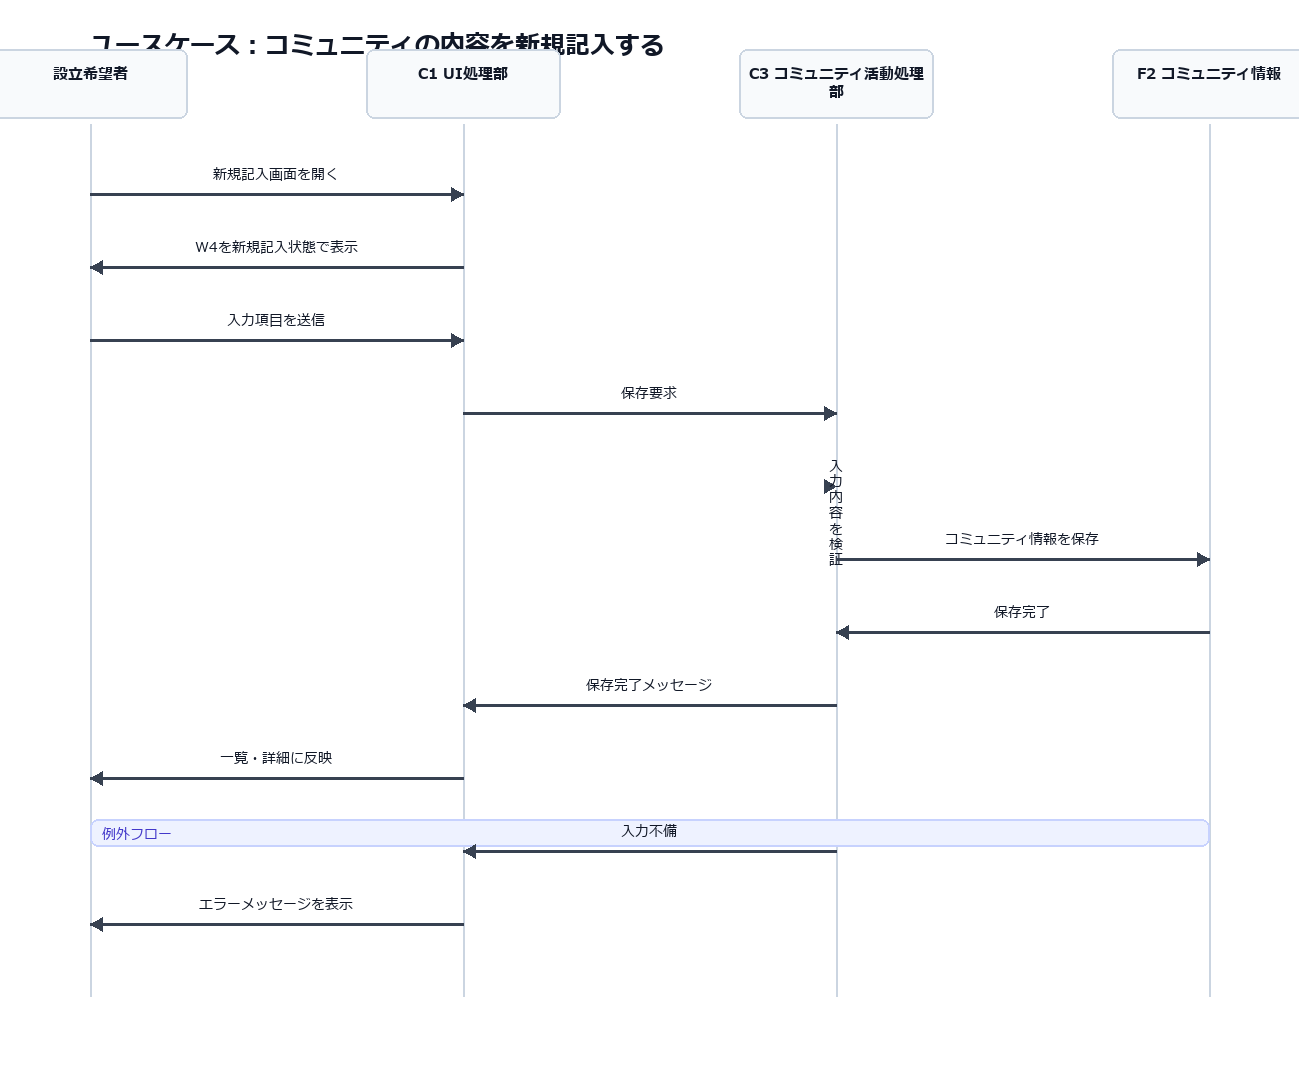 ユースケース：コミュニティの内容を新規記入する
設立希望者
C1 UI処理部
C3 コミュニティ活動処理
部
F2 コミュニティ情報
新規記入画面を開く
W4を新規記入状態で表示
入力項目を送信
保存要求
入力内容を検証
コミュニティ情報を保存
保存完了
保存完了メッセージ
一覧・詳細に反映
例外フロー
入力不備
エラーメッセージを表示